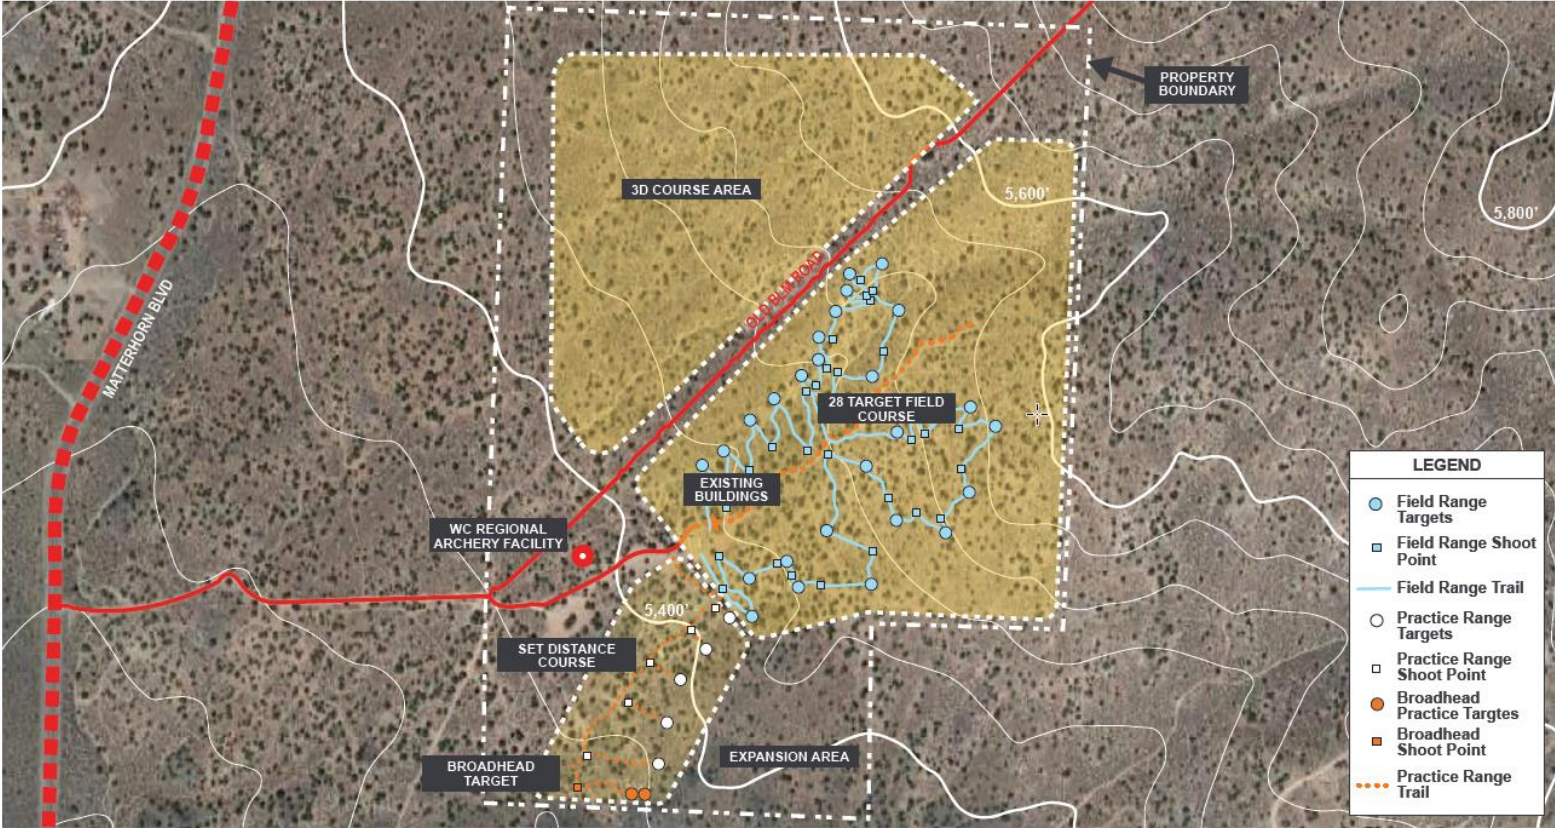 PROPERTY
BOUNDARY
3D COURSE AREA
5,600'
5,800'
OLD BLM ROAD
MATTERHORN BLVD
28 TARGET FIELD
COURSE
EXISTING
BUILDINGS
WC REGIONAL
ARCHERY FACILITY
5,400'
SET DISTANCE
COURSE
EXPANSION AREA
BROADHEAD
TARGET
LEGEND
Field Range
Targets
Field Range Shoot
Point
Field Range Trail
Practice Range
Targets
Practice Range
Shoot Point
Broadhead
Practice Targtes
Broadhead
Shoot Point
Practice Range
Trail